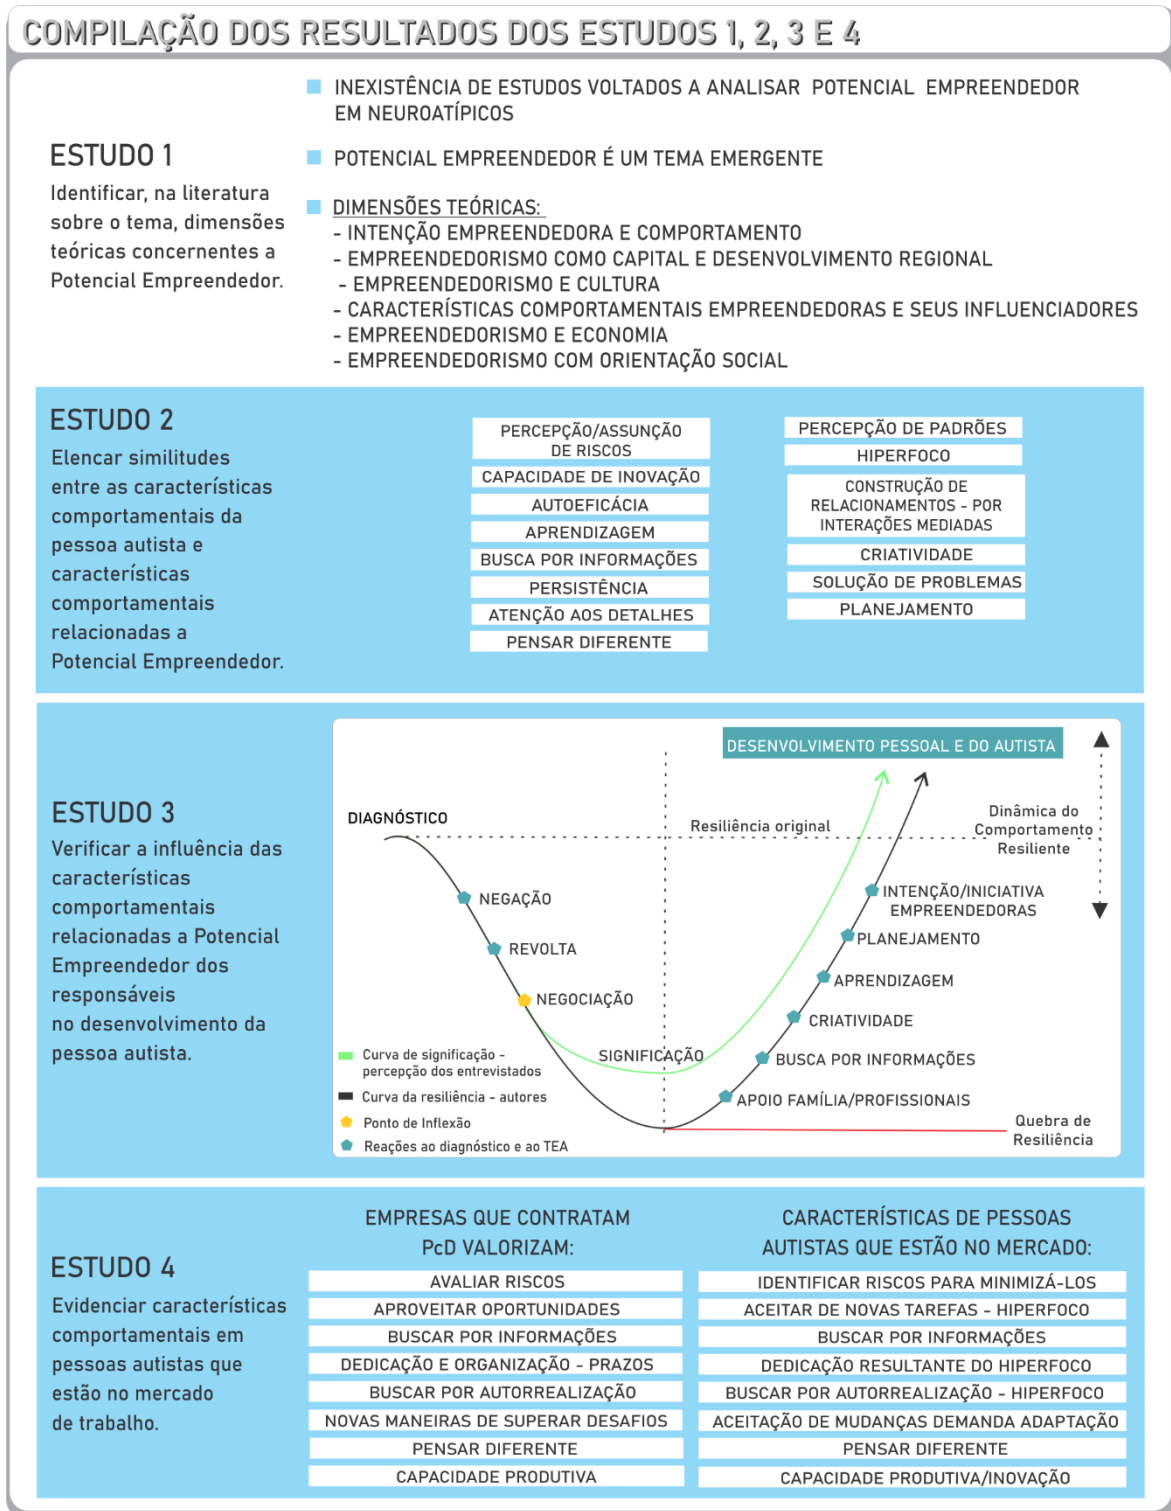 COMPILAÇÃO DOS RESULTADOS DOS ESTUDOS 1, 2, 3 E 4
ESTUDO 1
Identificar, na literatura
sobre o tema, dimensões
teóricas concernentes a
Potencial Empreendedor.
INEXISTÊNCIA DE ESTUDOS VOLTADOS A ANALISAR POTENCIAL EMPREENDEDOR
EM NEUROATÍPICOS
POTENCIAL EMPREENDEDOR É UM TEMA EMERGENTE
DIMENSÕES TEÓRICAS:
- INTENÇÃO EMPREENDEDORA E COMPORTAMENTO
- EMPREENDEDORISMO COMO CAPITAL E DESENVOLVIMENTO REGIONAL
- EMPREENDEDORISMO E CULTURA
- CARACTERÍSTICAS COMPORTAMENTAIS EMPREENDEDORAS E SEUS INFLUENCIADORES
- EMPREENDEDORISMO E ECONOMIA
- EMPREENDEDORISMO COM ORIENTAÇÃO SOCIAL
ESTUDO 2
Elencar similitudes
entre as características
comportamentais da
pessoa autista e
características
comportamentais
relacionadas a
Potencial Empreendedor.
PERCEPÇÃO/ASSUNÇÃO
DE RISCOS
CAPACIDADE DE INOVAÇÃO
AUTOEFICÁCIA
APRENDIZAGEM
BUSCA POR INFORMAÇÕES
PERSISTÊNCIA
ATENÇÃO AOS DETALHES
PENSAR DIFERENTE
PERCEPÇÃO DE PADRÕES
HIPERFOCO
CONSTRUÇÃO DE
RELACIONAMENTOS - POR
INTERAÇÕES MEDIADAS
CRIATIVIDADE
SOLUÇÃO DE PROBLEMAS
PLANEJAMENTO
ESTUDO 3
Verificar a influência das
características
comportamentais
relacionadas a Potencial
Empreendedor dos
responsáveis
no desenvolvimento da
pessoa autista.
DESENVOLVIMENTO PESSOAL E DO AUTISTA
DIAGNÓSTICO
Resiliência original
Dinâmica do
Comportamento
Resiliente
NEGAÇÃO
REVOLTA
NEGOCIAÇÃO
SIGNIFICAÇÃO
INTENÇÃO/INICIATIVA
EMPREENDEDORAS
PLANEJAMENTO
APRENDIZAGEM
CRIATIVIDADE
BUSCA POR INFORMAÇÕES
APOIO FAMÍLIA/PROFISSIONAIS
Quebra de
Resiliência
Curva de significação -
percepção dos entrevistados
Curva da resiliência - autores
Ponto de Inflexão
Reações ao diagnóstico e ao TEA
ESTUDO 4
Evidenciar características
comportamentais em
pessoas autistas que
estão no mercado
de trabalho.
EMPRESAS QUE CONTRATAM
PcD VALORIZAM:
AVALIAR RISCOS
APROVEITAR OPORTUNIDADES
BUSCAR POR INFORMAÇÕES
DEDICAÇÃO E ORGANIZAÇÃO - PRAZOS
BUSCAR POR AUTORREALIZAÇÃO
NOVAS MANEIRAS DE SUPERAR DESAFIOS
PENSAR DIFERENTE
CAPACIDADE PRODUTIVA
CARACTERÍSTICAS DE PESSOAS
AUTISTAS QUE ESTÃO NO MERCADO:
IDENTIFICAR RISCOS PARA MINIMIZÁ-LOS
ACEITAR DE NOVAS TAREFAS - HIPERFOCO
BUSCAR POR INFORMAÇÕES
DEDICAÇÃO RESULTANTE DO HIPERFOCO
BUSCAR POR AUTORREALIZAÇÃO - HIPERFOCO
ACEITAÇÃO DE MUDANÇAS DEMANDA ADAPTAÇÃO
PENSAR DIFERENTE
CAPACIDADE PRODUTIVA/INOVAÇÃO